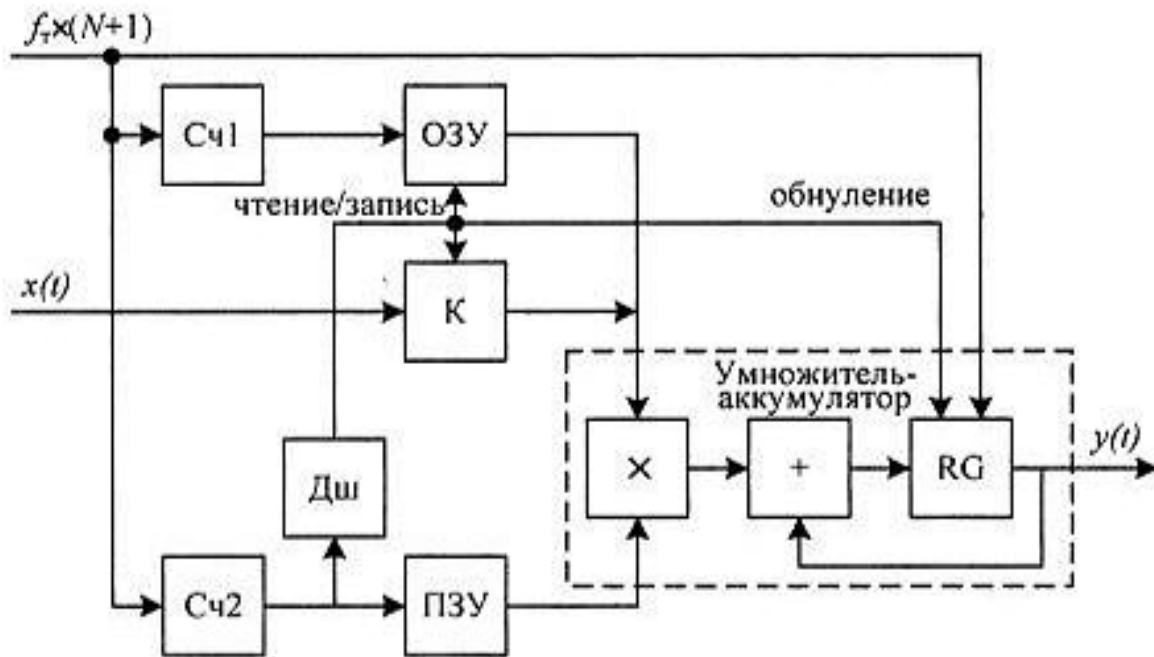 fт×(N+1)
Сч1
ОЗУ
чтение/запись
обнуление
x(t)
К
Умножитель-
аккумулятор
×
+
RG
y(t)
Дш
Сч2
ПЗУ